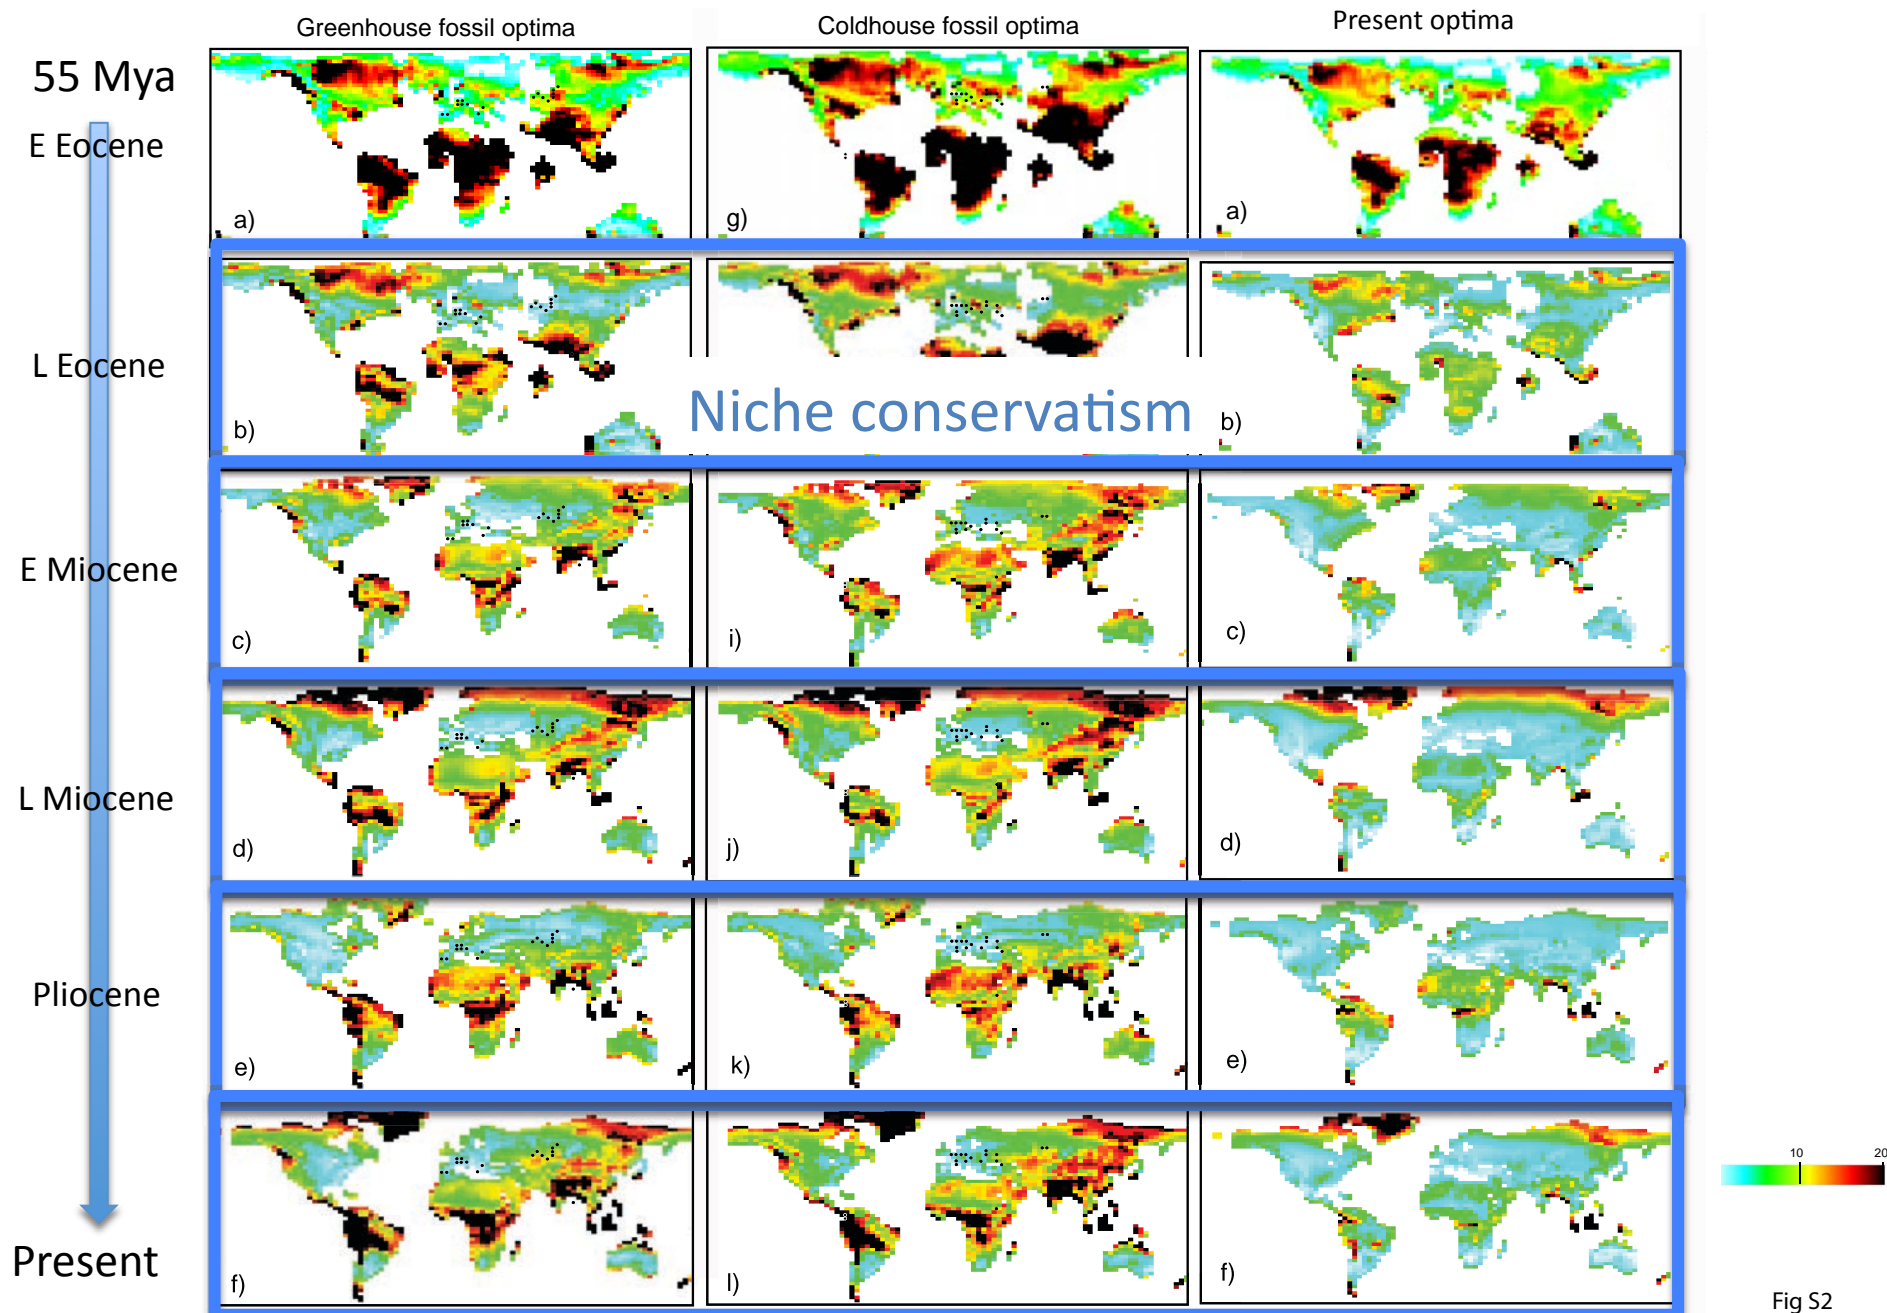 Greenhouse fossil optima
Coldhouse fossil optima
Present optima
55 Mya
E Eocene
a)
g)
a)
L Eocene
b)
Niche conservatism
b)
E Miocene
c)
i)
c)
L Miocene
d)
j)
d)
Pliocene
e)
k)
e)
10
20
Present
f)
l)
f)
Fig S2